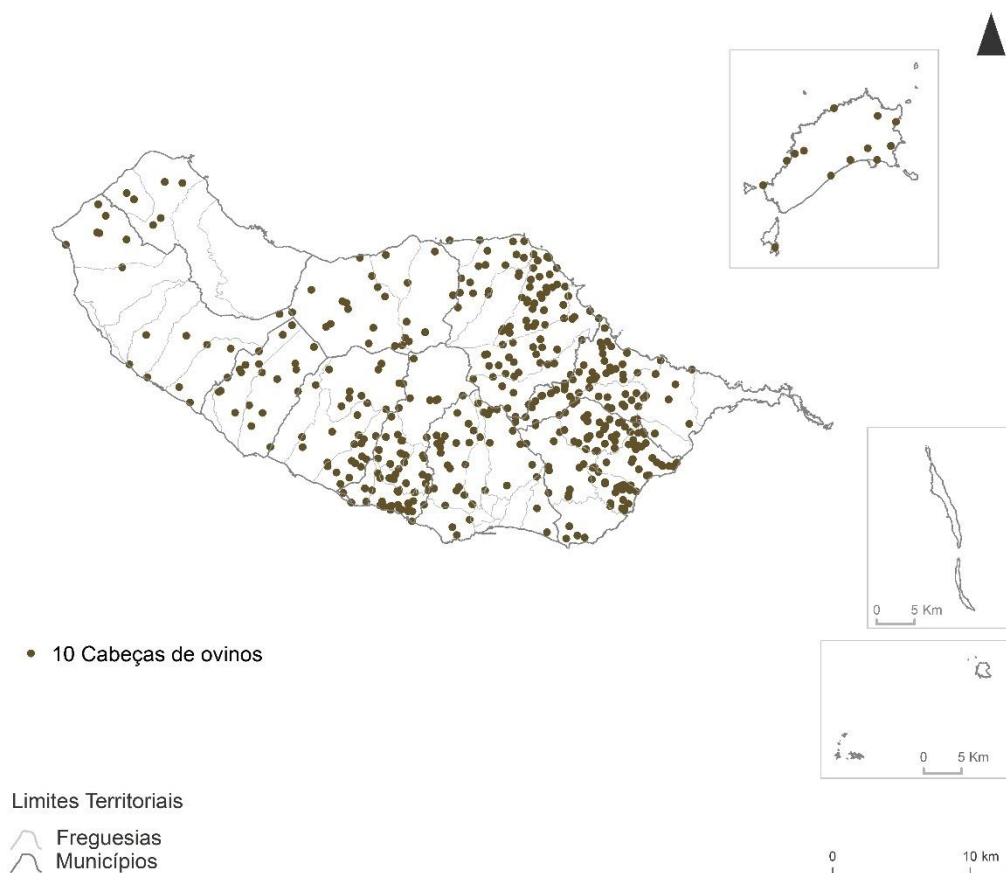 0 5 Km
10 Cabeças de ovinos
0 5 Km
Limites Territoriais
Freguesias
Municípios
0 10 km